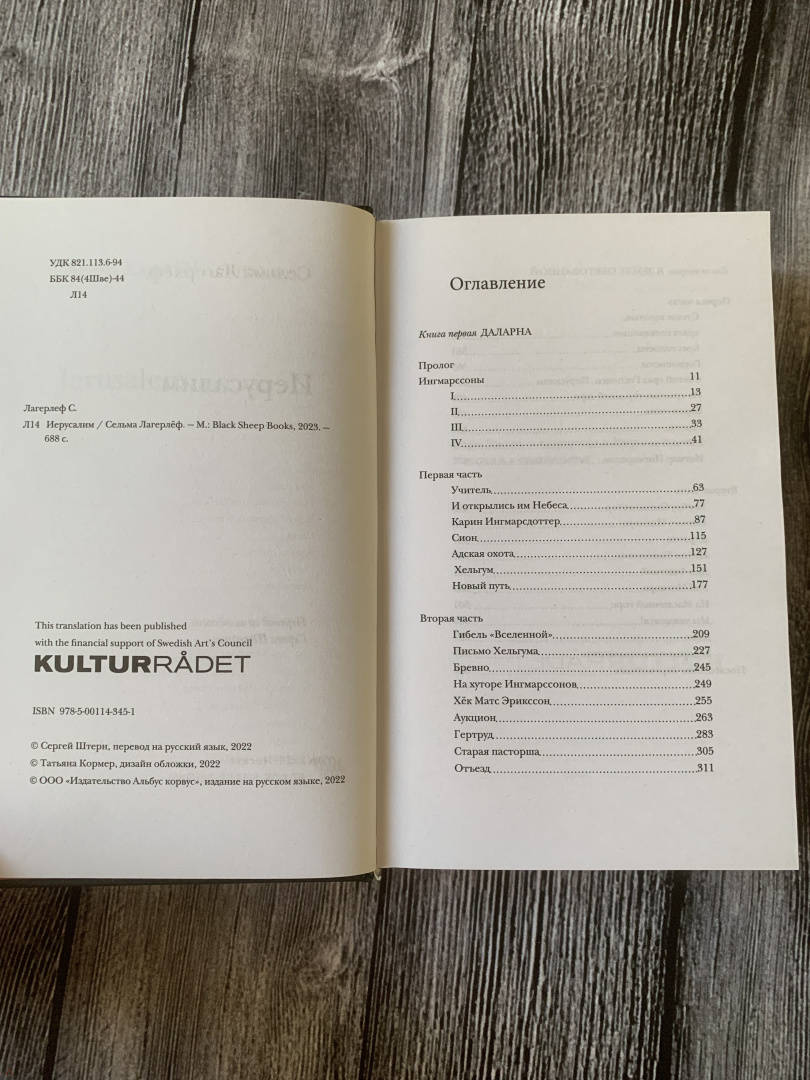 УДК 821.113.6-94
ББК 84(4Шве)-44
Л14
Лагерлеф С.
Л14 Иерусалим / Сельма Лагерлёф. — М.: Black Sheep Books, 2023. —
688 с.
This translation has been published
with the financial support of Swedish Art's Council
KULTURRÅDET
ISBN 978-5-00114-345-1
© Сергей Штерн, перевод на русский язык, 2022
© Татьяна Кормер, дизайн обложки, 2022
© ООО «Издательство Альбус корвус», издание на русском языке, 2022
Оглавление
Книга первая ДАЛАРНА
Пролог
Ингмарссоны 11
I 13
II 27
III 33
IV 41
Первая часть
Учитель 63
И открылись им Небеса 77
Карин Ингмарсдоттер 87
Сион 115
Адская охота 127
Хельгум 151
Новый путь 177
Вторая часть
Гибель «Вселенной» 209
Письмо Хельгума 227
Бревно 245
На хуторе Ингмарссонов 249
Хёк Матс Эрикссон 255
Аукцион 263
Гертруд 283
Старая пасторша 305
Отъезд 311